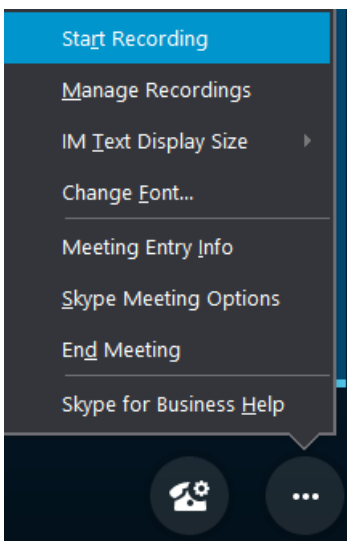 Start Recording
Manage Recordings
IM Text Display Size
Change Font...
Meeting Entry Info
Skype Meeting Options
End Meeting
Skype for Business Help